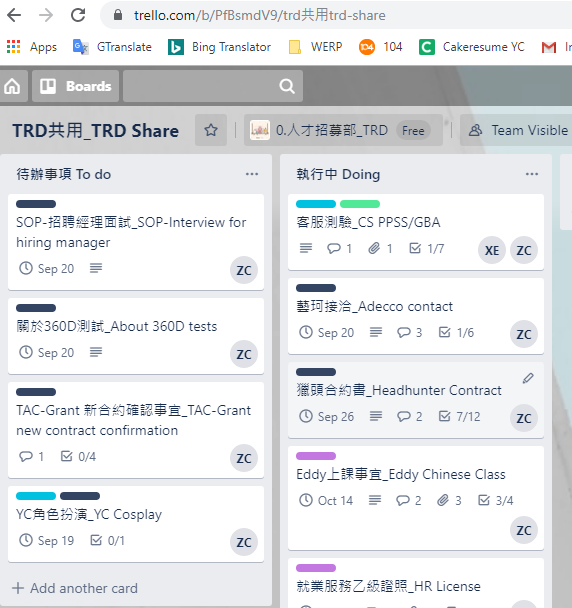 trello.com/b/PfBsmdV9/trd共用trd-share
Apps
GTranslate
Bing Translator
WERP
104
104
Cakeresume YC
In
Boards
TRD共用_TRD Share
0.人才招募部_TRD
Free
Team Visible
待辦事項 To do
SOP-招聘經理面試_SOP-Interview for
hiring manager
Sep 20
ZC
關於360D測試_About 360D tests
Sep 20
ZC
TAC-Grant 新合約確認事宜_TAC-Grant
new contract confirmation
1
0/4
ZC
YC角色扮演_YC Cosplay
Sep 19
0/1
ZC
+ Add another card
執行中 Doing
客服測驗_CS PPSS/GBA
1
1
1/7
XE
ZC
藝珂接洽_Adecco contact
Sep 20
3
1/6
ZC
獵頭合約書_Headhunter Contract
Sep 26
2
7/12
ZC
Eddy上課事宜_Eddy Chinese Class
Oct 14
2
3
3/4
ZC
就業服務乙級證照_HR License